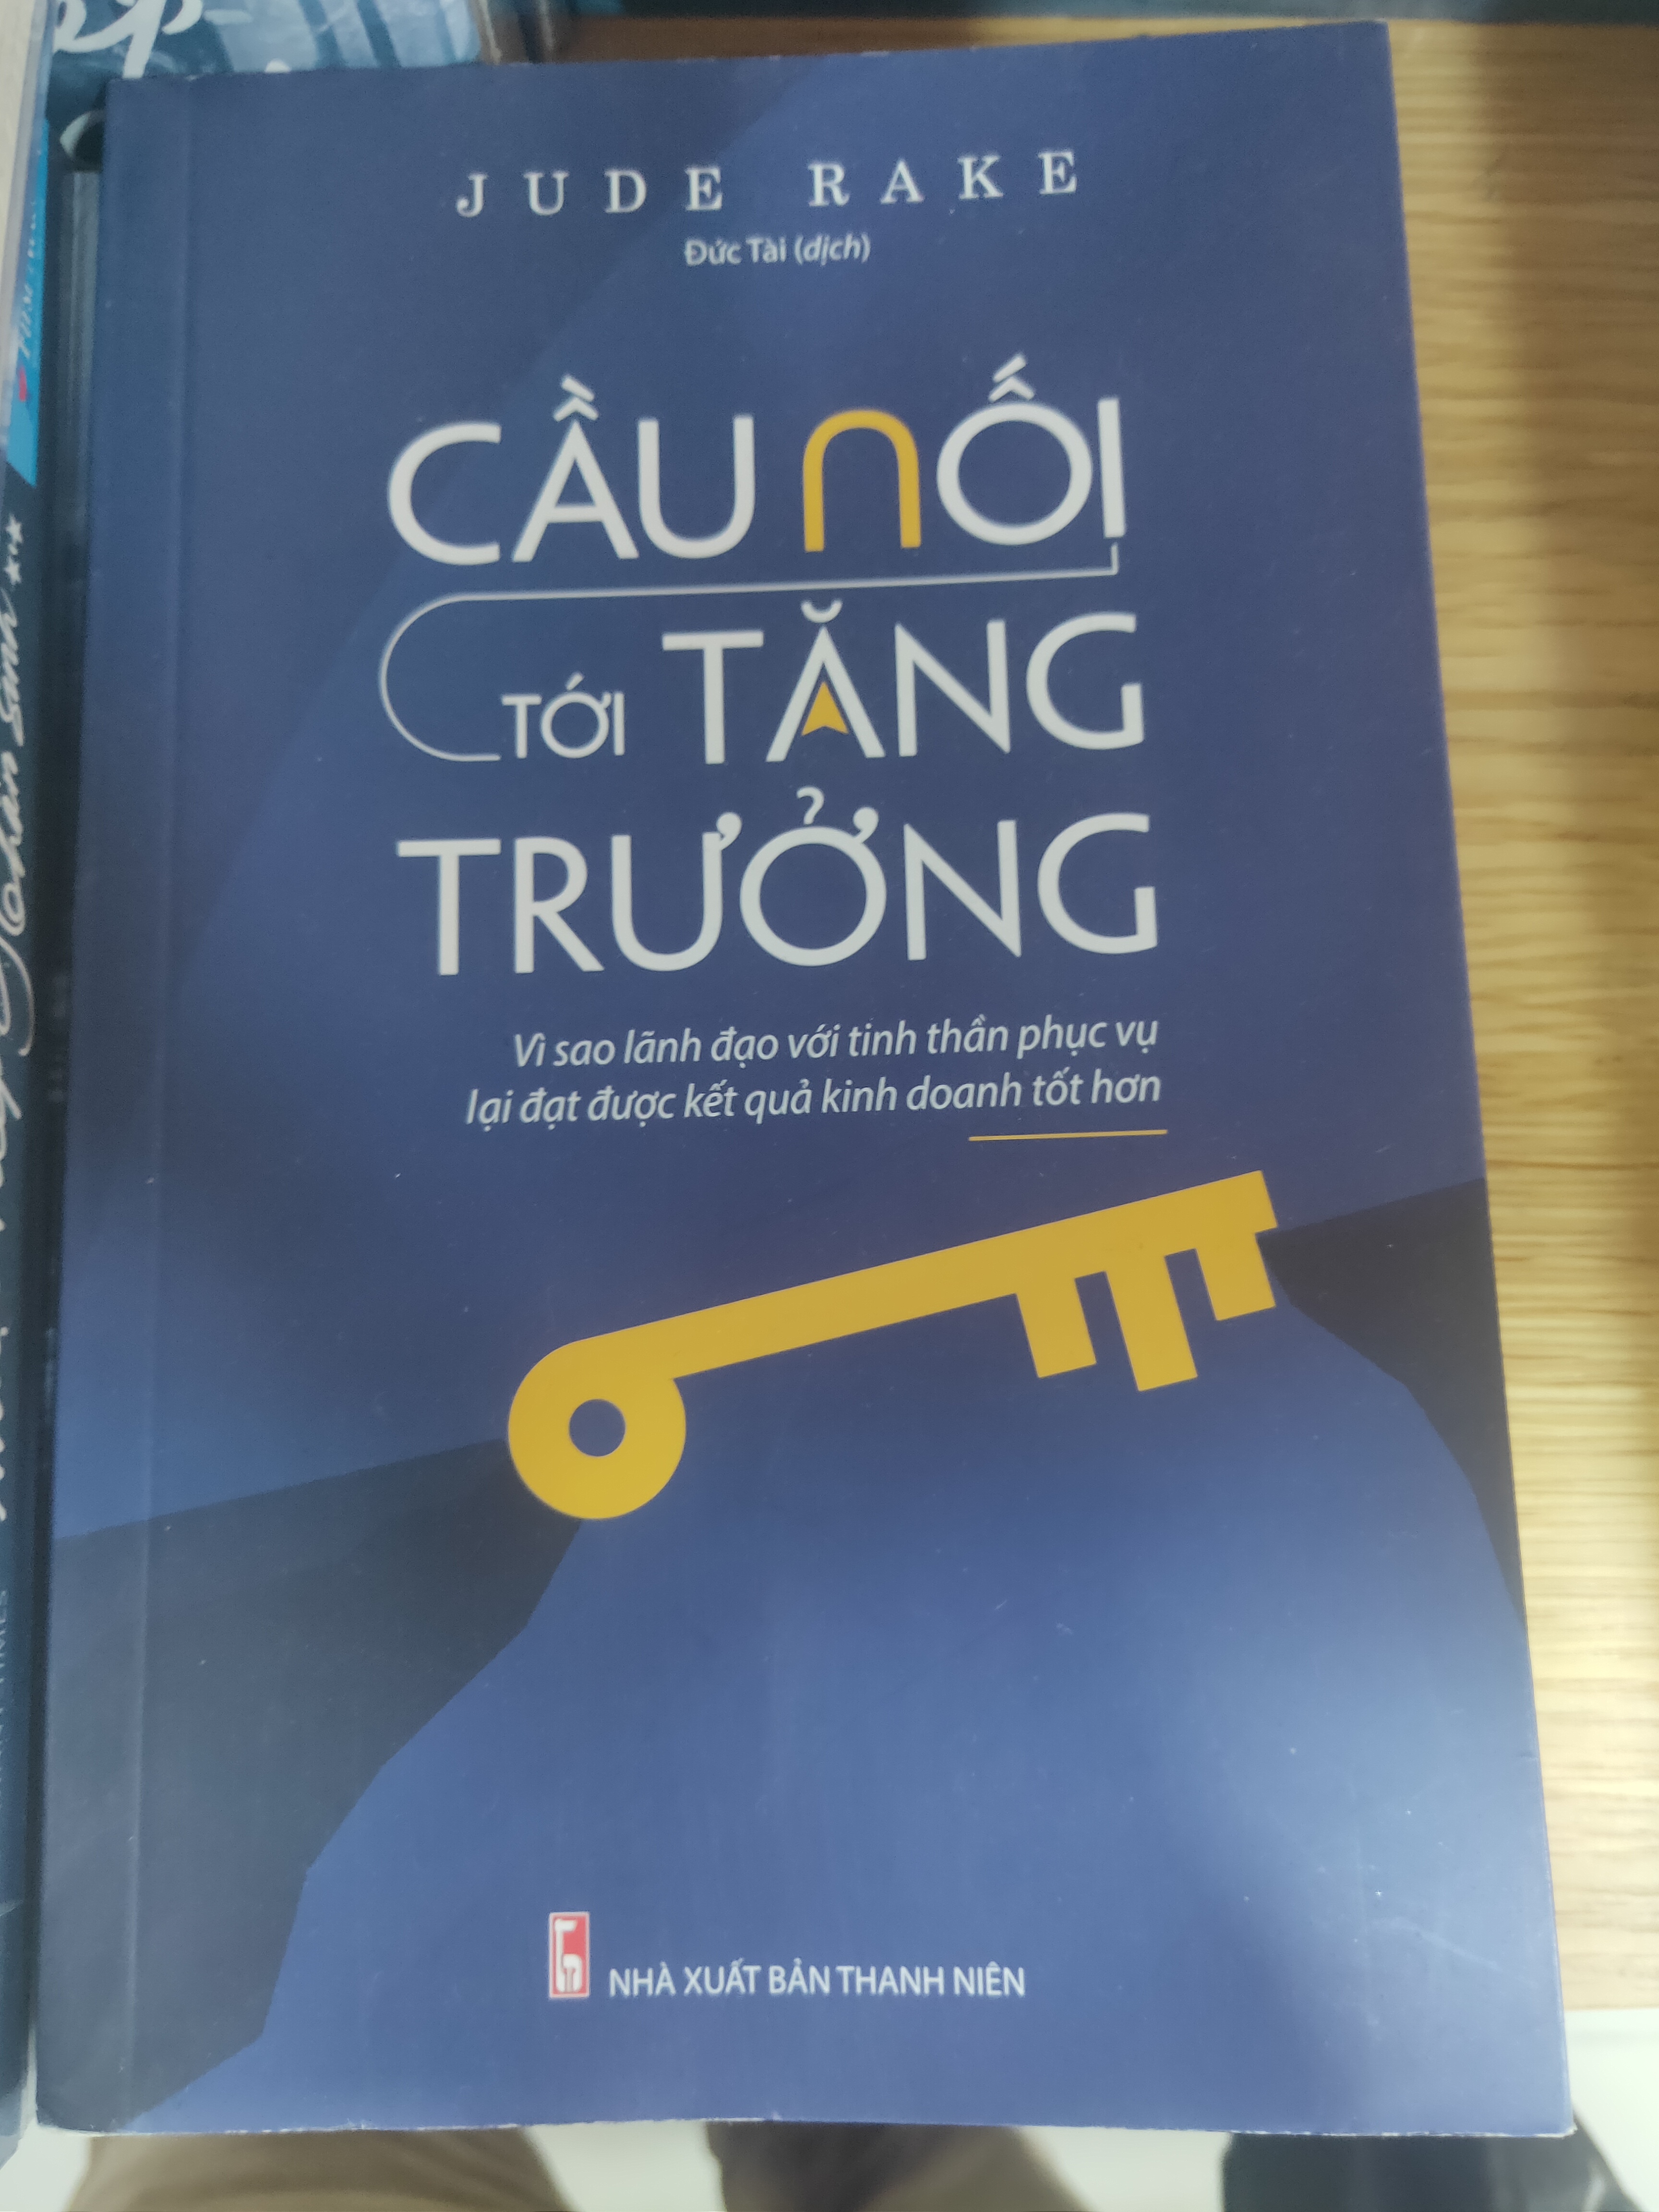 JUDE RAKE
Đức Tài (dịch)
CẦU NỐI
TỚI TĂNG
TRƯỞNG
Vì sao lãnh đạo với tinh thần phục vụ
lại đạt được kết quả kinh doanh tốt hơn
NHÀ XUẤT BẢN THANH NIÊN